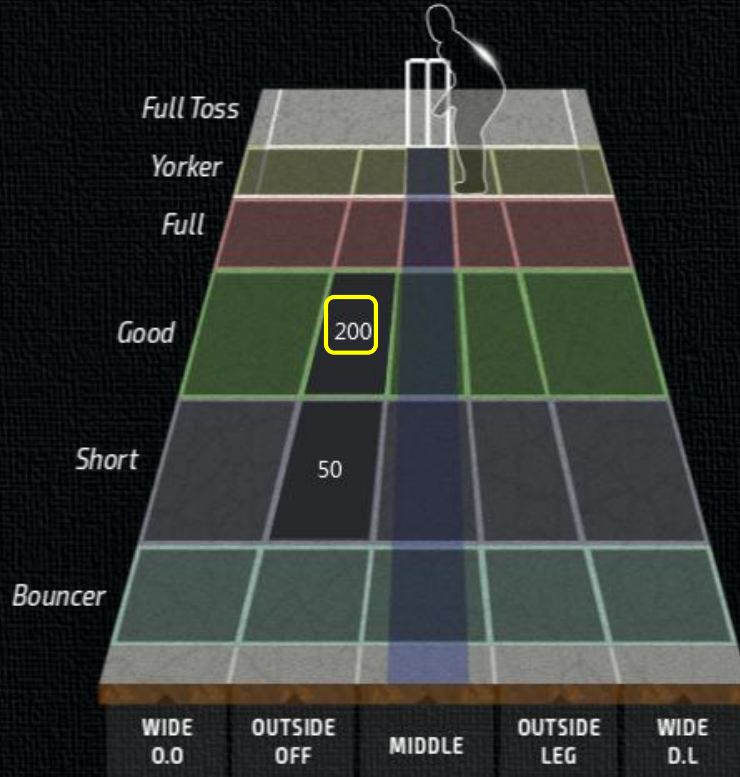 Full Toss
Yorker
Full
Good
200
Short
50
Bouncer
WIDE
O.O
OUTSIDE
OFF
MIDDLE
OUTSIDE
LEG
WIDE
D.L